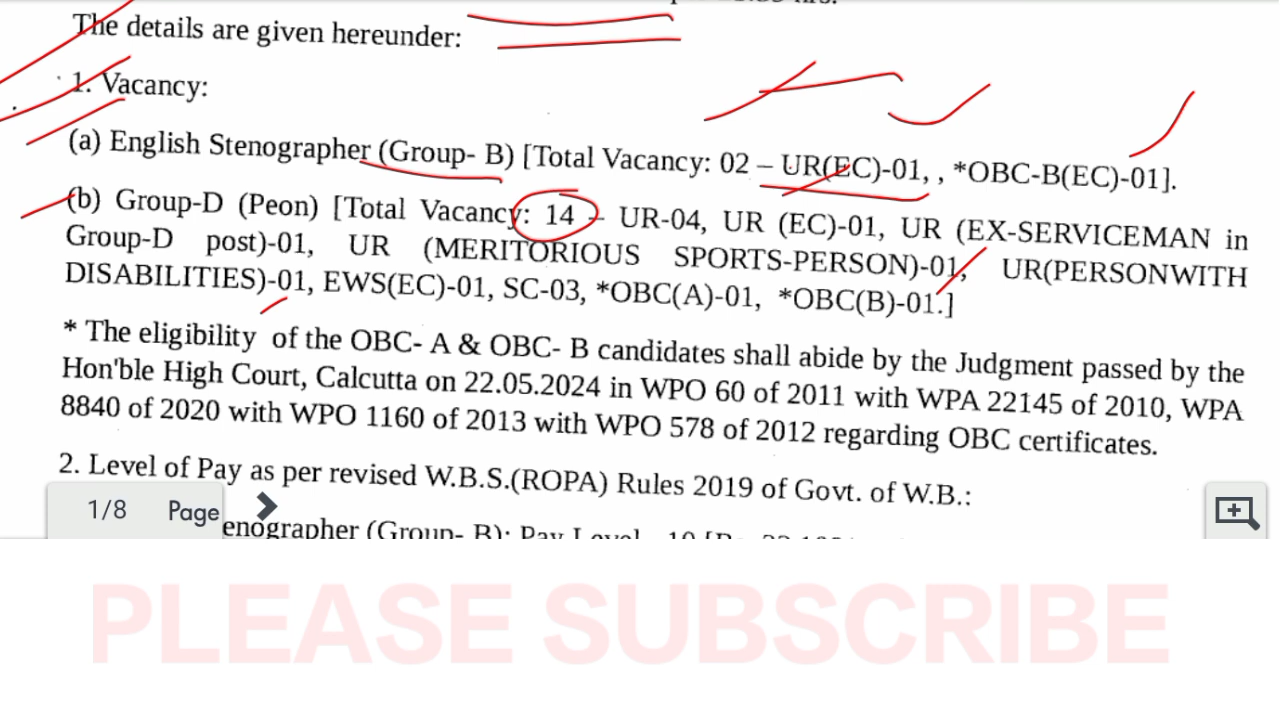 The details are given hereunder:
1. Vacancy:
(a) English Stenographer (Group- B) [Total Vacancy: 02 – UR(EC)-01, , *OBC-B(EC)-01].
(b) Group-D (Peon) [Total Vacancy: 14 – UR-04, UR (EC)-01, UR (EX-SERVICEMAN in
Group-D post)-01, UR (MERITORIOUS SPORTS-PERSON)-01, UR(PERSONWITH
DISABILITIES)-01, EWS(EC)-01, SC-03, *OBC(A)-01, *OBC(B)-01.]
* The eligibility of the OBC- A & OBC- B candidates shall abide by the Judgment passed by the
Hon'ble High Court, Calcutta on 22.05.2024 in WPO 60 of 2011 with WPA 22145 of 2010, WPA
8840 of 2020 with WPO 1160 of 2013 with WPO 578 of 2012 regarding OBC certificates.
2. Level of Pay as per revised W.B.S.(ROPA) Rules 2019 of Govt. of W.B.:
enographer (Group- B): Pay Level
1/8 Page
PLEASE SUBSCRIBE